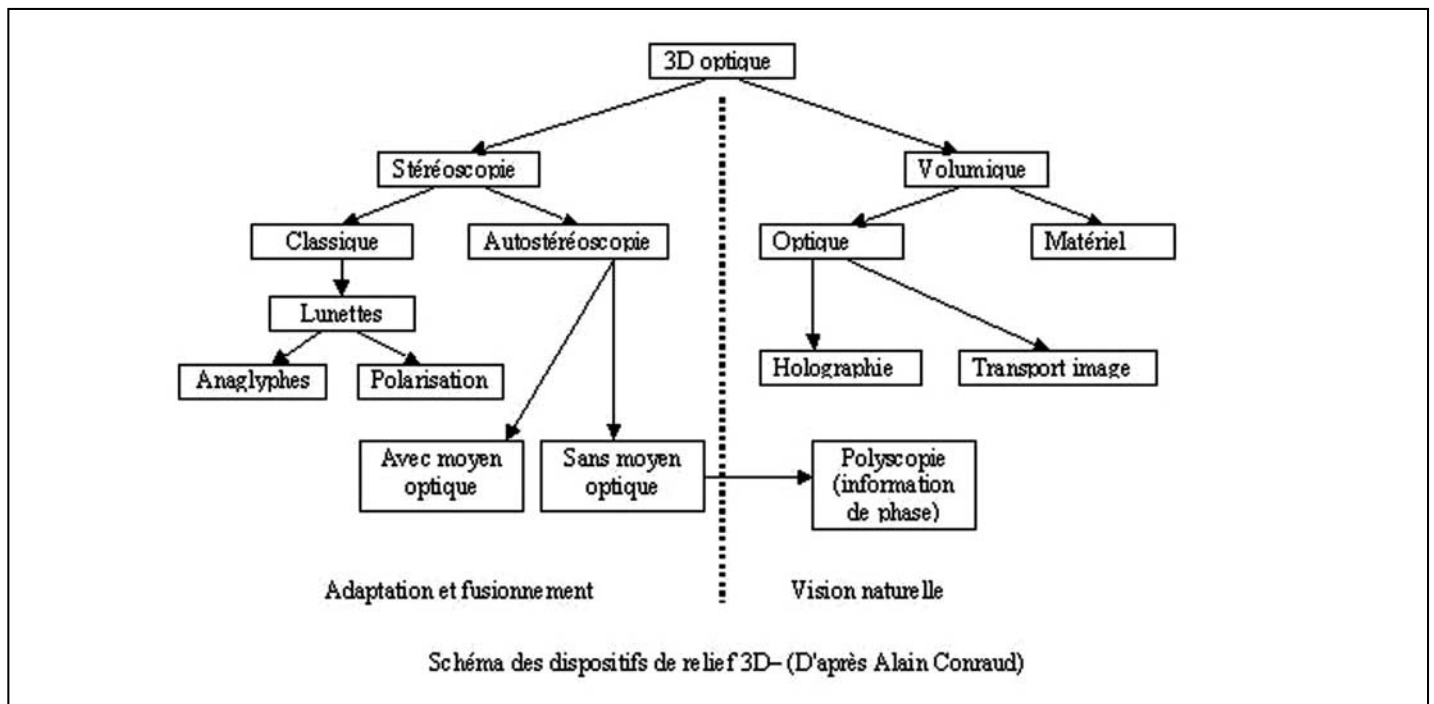 3D optique
Stéréoscopie
Volumique
Classique
Autostéréoscopie
Optique
Matériel
Lunettes
Anaglyphes
Polarisation
Holographie
Transport image
Avec moyen
optique
Sans moyen
optique
Polyscopie
(information
de phase)
Adaptation et fusionnement
Vision naturelle
Schéma des dispositifs de relief 3D– (D'après Alain Conraud)